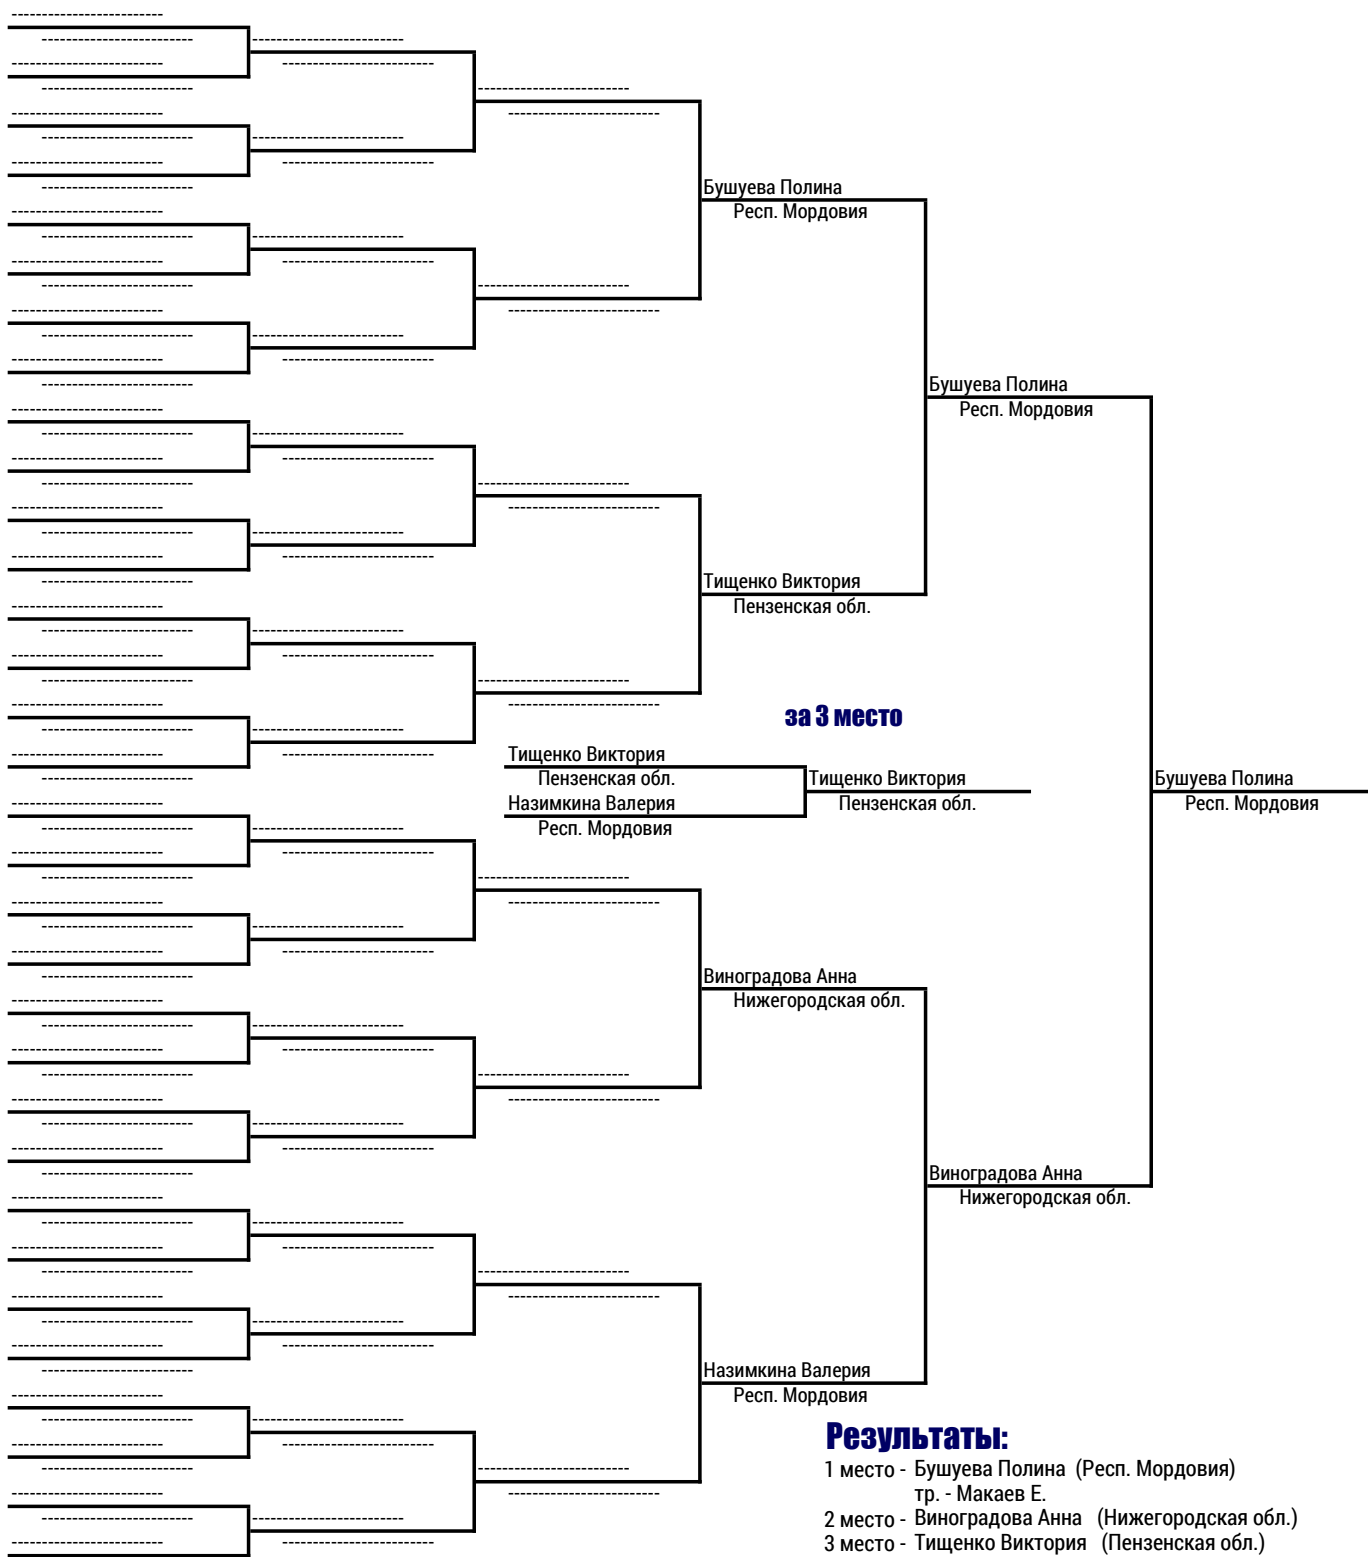 Бушуева Полина
Респ. Мордовия
Бушуева Полина
Респ. Мордовия
Тищенко Виктория
Пензенская обл.
за 3 место
Тищенко Виктория
Пензенская обл.
Назимкина Валерия
Респ. Мордовия
Тищенко Виктория
Пензенская обл.
Бушуева Полина
Респ. Мордовия
Виноградова Анна
Нижегородская обл.
Виноградова Анна
Нижегородская обл.
Назимкина Валерия
Респ. Мордовия
Результаты:
1 место - Бушуева Полина (Респ. Мордовия)
тр. - Макаев Е.
2 место - Виноградова Анна (Нижегородская обл.)
3 место - Тищенко Виктория (Пензенская обл.)